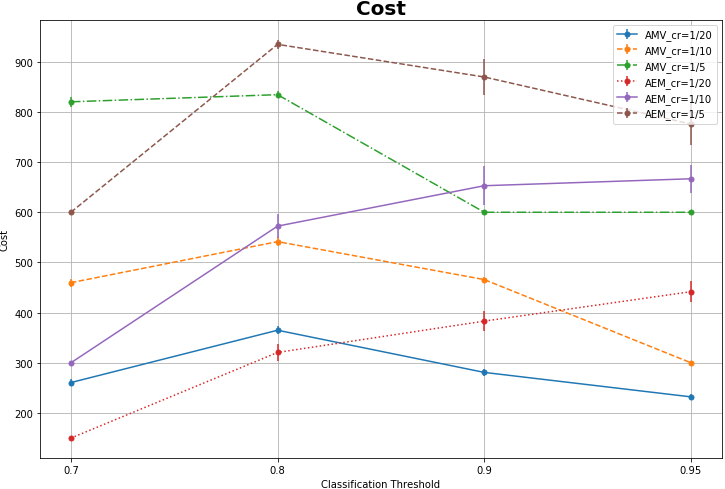 Cost
AMV_cr=1/20
AMV_cr=1/10
AMV_cr=1/5
AEM_cr=1/20
AEM_cr=1/10
AEM_cr=1/5
900
800
700
600
500
400
300
200
Cost
0.7 0.8 0.9 0.95
Classification Threshold